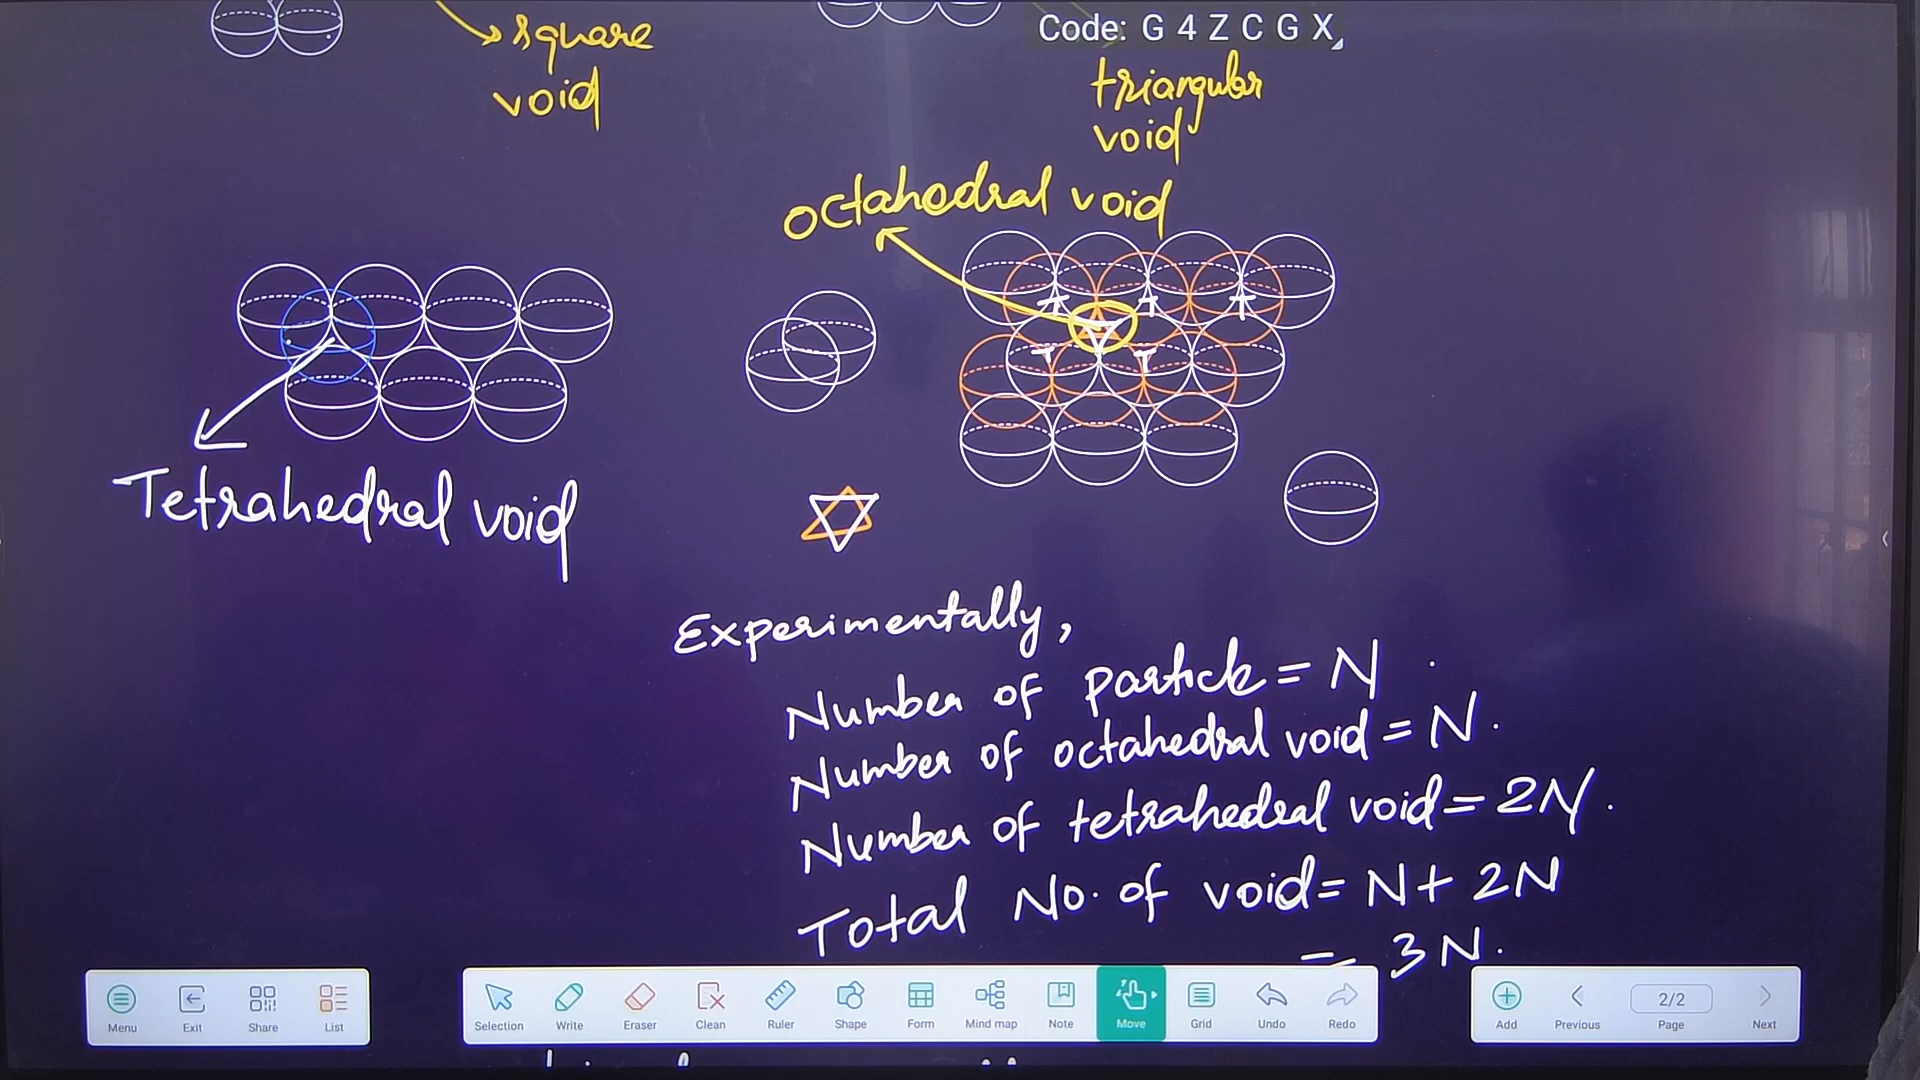 Code: G 4 Z C G X
square
void
triangular
void
octahedral void
T T T
T T
Tetrahedral void
Experimentally,
Number of particle = N.
Number of octahedral void = N.
Number of tetrahedral void = 2N.
Total No. of void = N + 2N
= 3N.
Menu Exit Share List Selection Write Eraser Clean Ruler Shape Form Mind map Note Move Grid Undo Redo Add Previous 2/2 Page Next